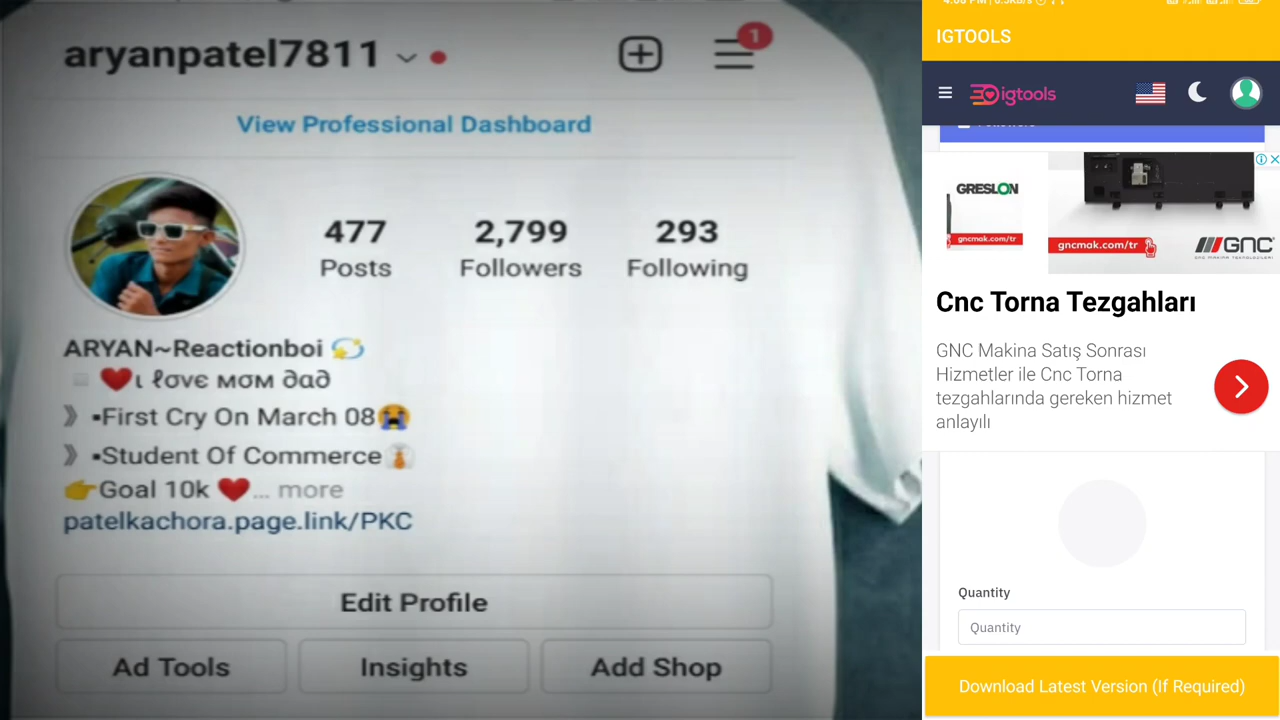 aryanpatel7811
1
View Professional Dashboard
477
Posts
2,799
Followers
293
Following
ARYAN~Reactionboi 💫
❤️ι ℓσνє мσм ∂α∂
》▪First Cry On March 08😭
》▪Student Of Commerce👔
👉Goal 10k ❤️... more
patelkachora.page.link/PKC
Edit Profile
Ad Tools
Insights
Add Shop
IGTOOLS
igtools
GRESLON
gncmak.com/tr
gncmak.com/tr
GNC
Cnc Torna Tezgahları
GNC Makina Satış Sonrası
Hizmetler ile Cnc Torna
tezgahlarında gereken hizmet
anlayılı
Quantity
Quantity
Download Latest Version (If Required)